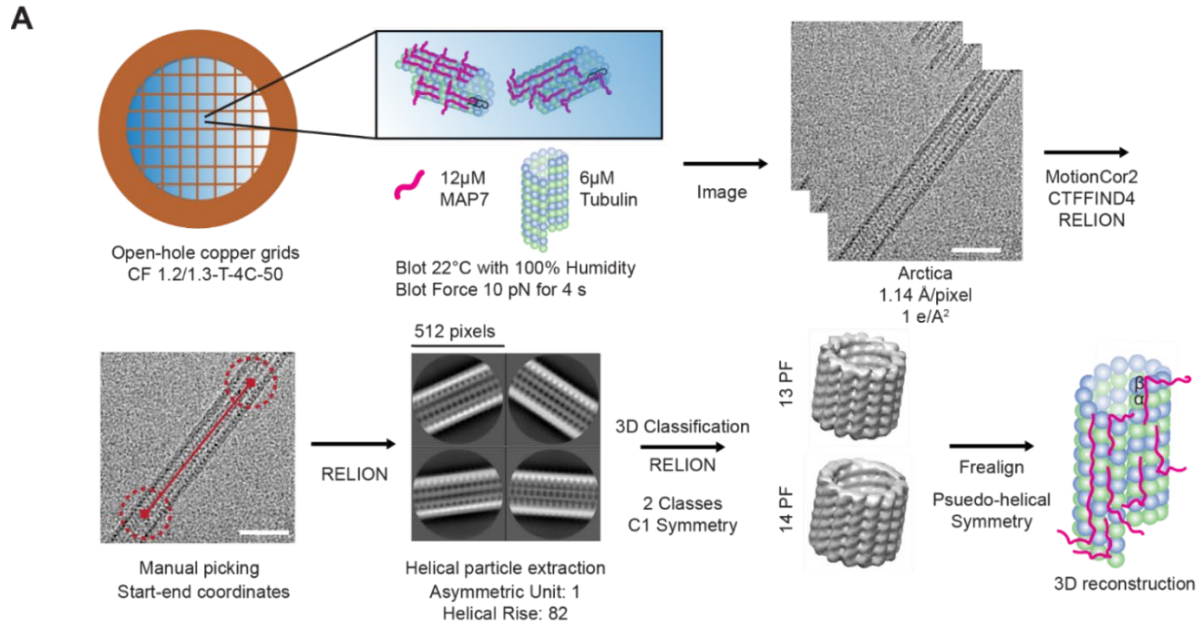 A
Open-hole copper grids
CF 1.2/1.3-T-4C-50
12µM
MAP7
6µM
Tubulin
Blot 22°C with 100% Humidity
Blot Force 10 pN for 4 s
Image
Arctica
1.14 Å/pixel
1 e/A²
MotionCor2
CTFFIND4
RELION
Manual picking
Start-end coordinates
RELION
512 pixels
Helical particle extraction
Asymmetric Unit: 1
Helical Rise: 82
3D Classification
RELION
2 Classes
C1 Symmetry
13 PF
14 PF
Frealign
Psuedo-helical
Symmetry
β
α
3D reconstruction